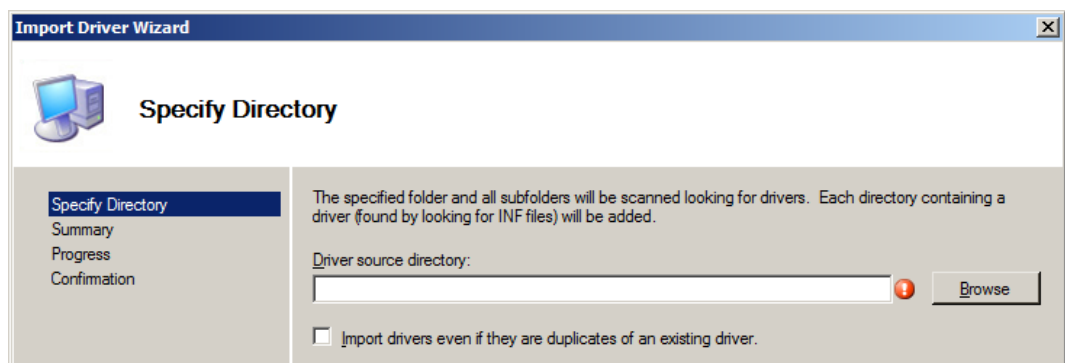 Import Driver Wizard
Specify Directory
Specify Directory
Summary
Progress
Confirmation
The specified folder and all subfolders will be scanned looking for drivers. Each directory containing a
driver (found by looking for INF files) will be added.
Driver source directory:
Browse
Import drivers even if they are duplicates of an existing driver.